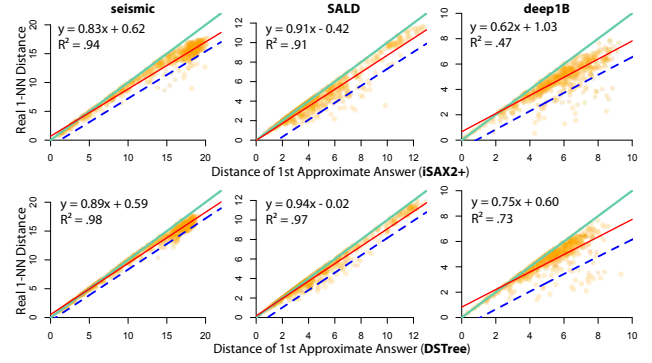 seismic SALD deep1B
y = 0.83x + 0.62
R² = .94
y = 0.91x - 0.42
R² = .91
y = 0.62x + 1.03
R² = .47
Real 1-NN Distance
0 5 10 15 20
0 5 10 15 20
0 2 4 6 8 10
0 2 4 6 8 10 12
0 2 4 6 8 10
0 2 4 6 8 10
Distance of 1st Approximate Answer (iSAX2+)
y = 0.89x + 0.59
R² = .98
y = 0.94x - 0.02
R² = .97
y = 0.75x + 0.60
R² = .73
Real 1-NN Distance
0 5 10 15 20
0 5 10 15 20
0 2 4 6 8 10
0 2 4 6 8 10 12
0 2 4 6 8 10
0 2 4 6 8 10
Distance of 1st Approximate Answer (DSTree)